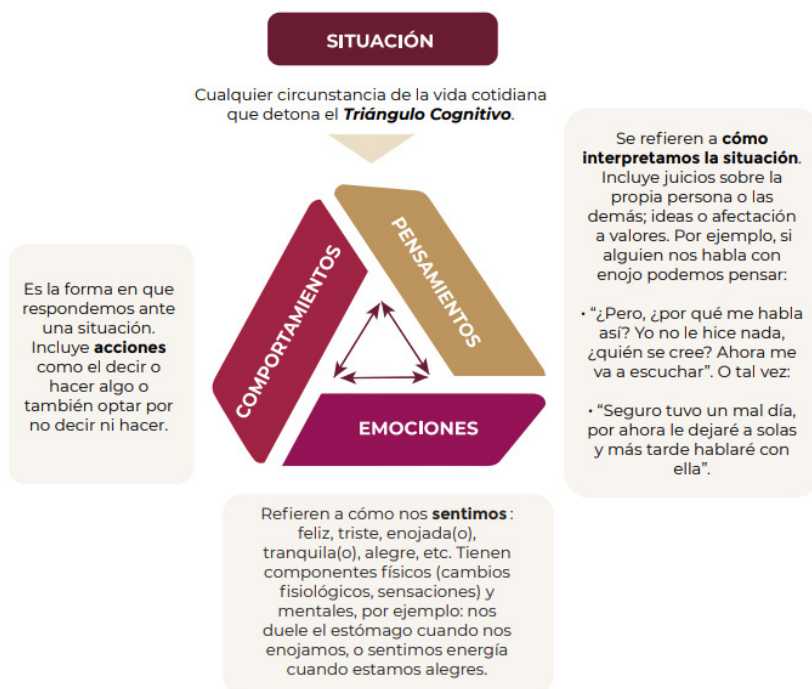 SITUACIÓN
Cualquier circunstancia de la vida cotidiana
que detona el Triángulo Cognitivo.
COMPORTAMIENTOS
PENSAMIENTOS
EMOCIONES
Se refieren a cómo
interpretamos la situación.
Incluye juicios sobre la
propia persona o las
demás; ideas o afectación
a valores. Por ejemplo, si
alguien nos habla con
enojo podemos pensar:
• “¿Pero, ¿por qué me habla
así? Yo no le hice nada,
¿quién se cree? Ahora me
va a escuchar”. O tal vez:
• “Seguro tuvo un mal día,
por ahora le dejaré a solas
y más tarde hablaré con
ella”.
Es la forma en que
respondemos ante
una situación.
Incluye acciones
como el decir o
hacer algo o
también optar por
no decir ni hacer.
Refieren a cómo nos sentimos:
feliz, triste, enojada(o),
tranquila(o), alegre, etc. Tienen
componentes físicos (cambios
fisiológicos, sensaciones) y
mentales, por ejemplo: nos
duele el estómago cuando nos
enojamos, o sentimos energía
cuando estamos alegres.